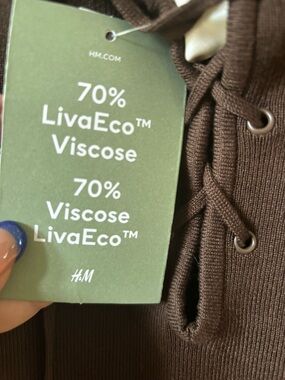 HM.COM
70%
LivaEco™
Viscose
70%
Viscose
LivaEco™
H&M